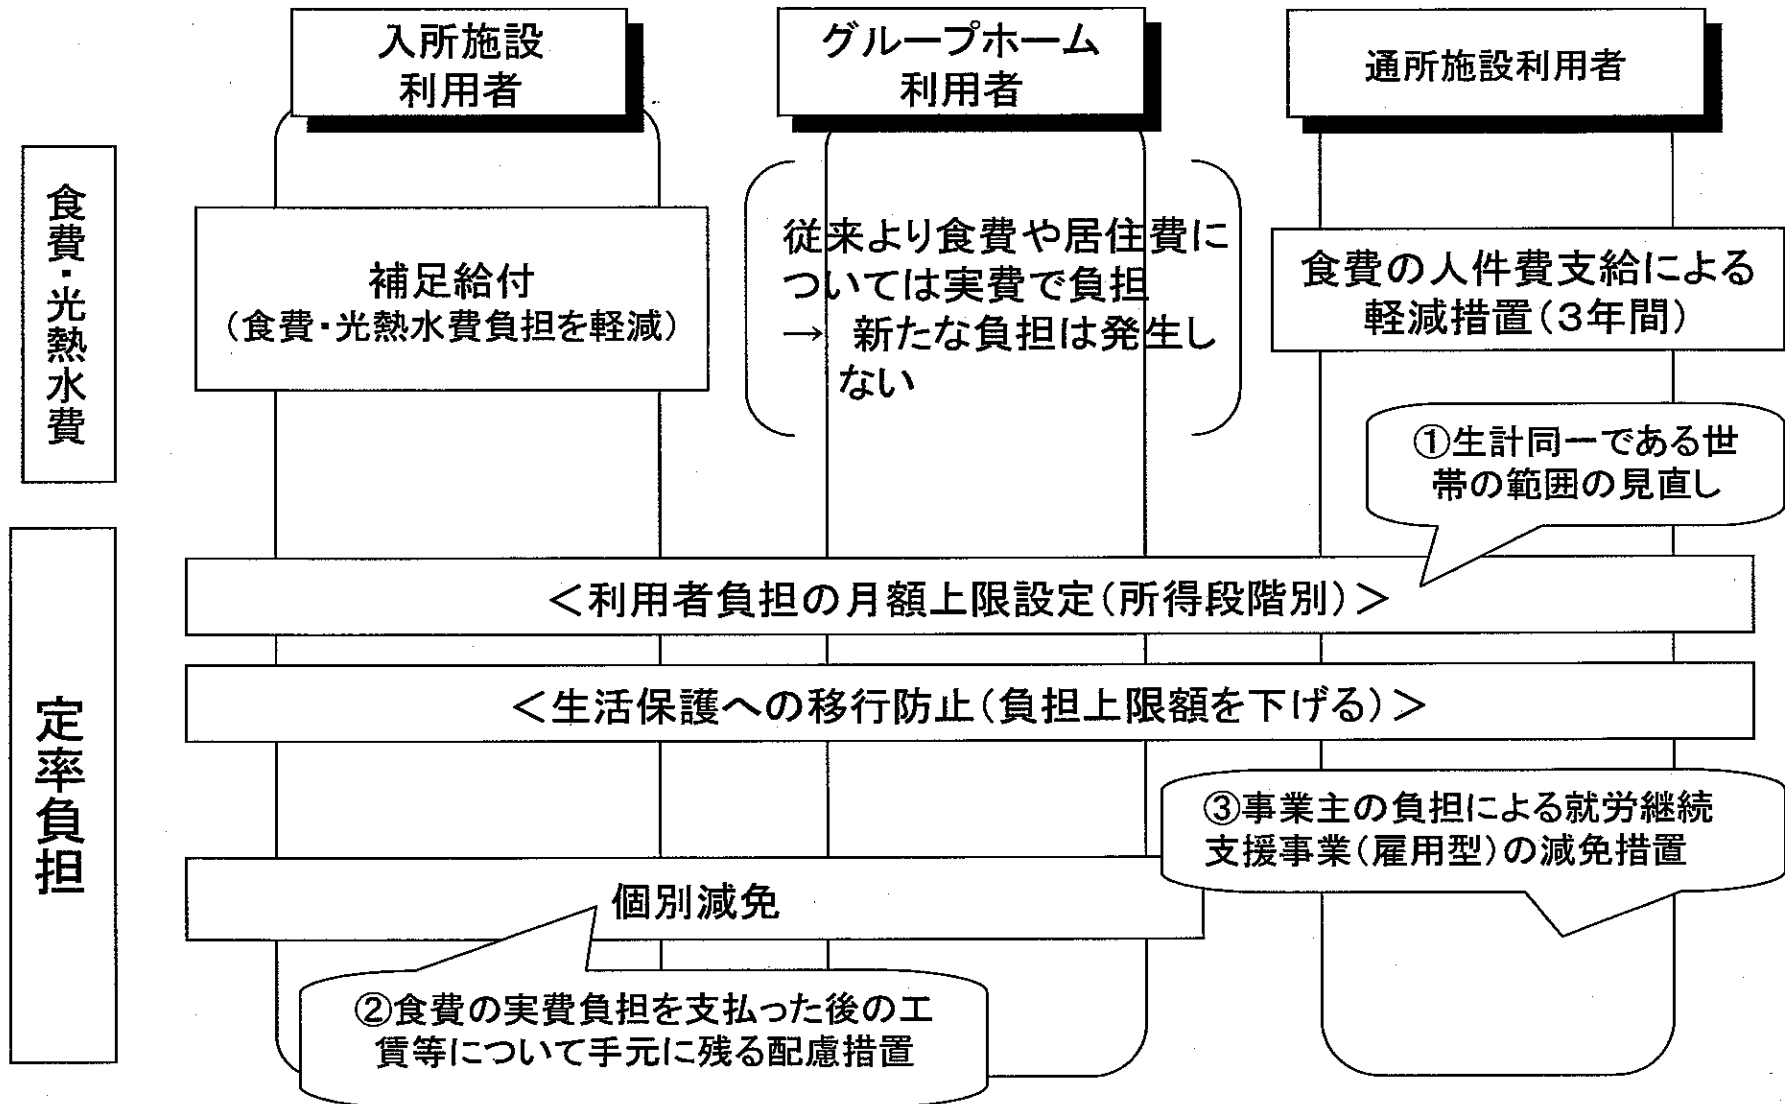 入所施設
利用者
グループホーム
利用者
通所施設利用者
食費・光熱水費
補足給付
(食費・光熱水費負担を軽減)
従来より食費や居住費に
ついては実費で負担
→ 新たな負担は発生し
ない
食費の人件費支給による
軽減措置(3年間)
①生計同一である世
帯の範囲の見直し
定率負担
<利用者負担の月額上限設定(所得段階別)>
<生活保護への移行防止(負担上限額を下げる)>
③事業主の負担による就労継続
支援事業(雇用型)の減免措置
個別減免
②食費の実費負担を支払った後の工
賃等について手元に残る配慮措置